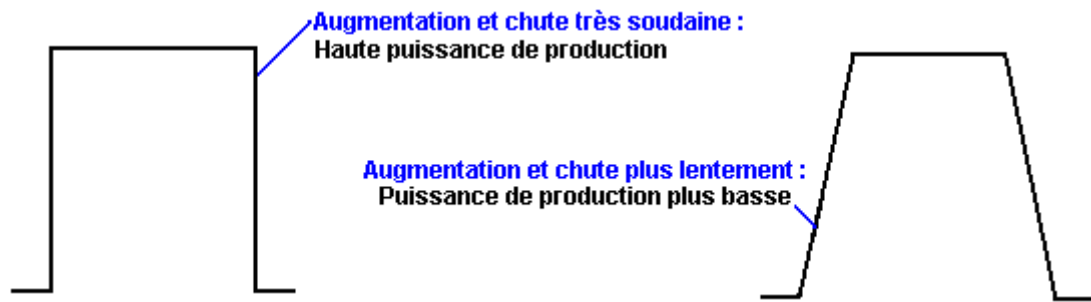 Augmentation et chute très soudaine :
Haute puissance de production
Augmentation et chute plus lentement :
Puissance de production plus basse